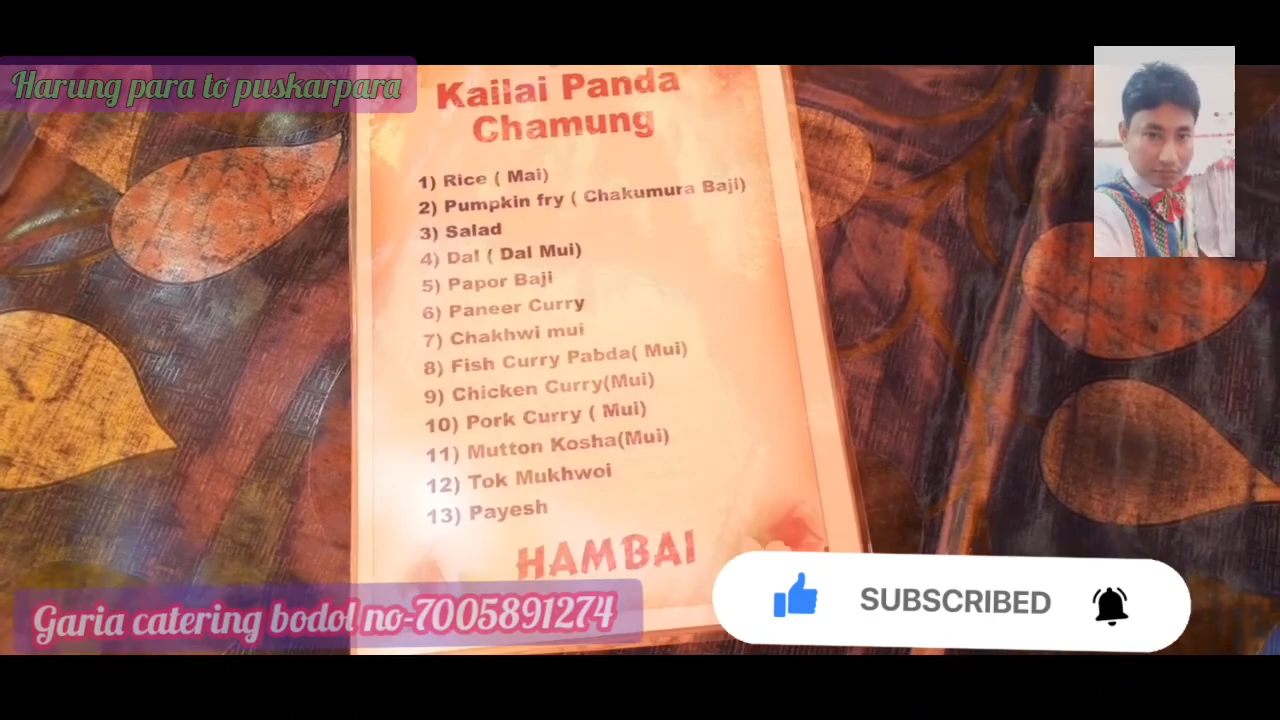 Harung para to puskarpara
Kailai Panda
Chamung
1) Rice ( Mai)
2) Pumpkin fry ( Chakumura Baji)
3) Salad
4) Dal ( Dal Mui)
5) Papor Baji
6) Paneer Curry
7) Chakhwi mui
8) Fish Curry Pabda( Mui)
9) Chicken Curry(Mui)
10) Pork Curry ( Mui)
11) Mutton Kosha(Mui)
12) Tok Mukhwoi
13) Payesh
HAMBAI
Garia catering bodol no-7005891274
SUBSCRIBED